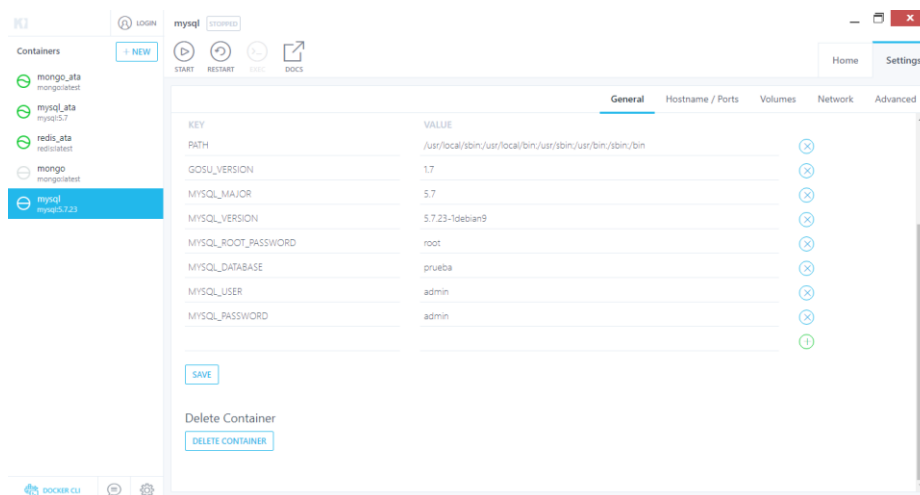 LOGIN
mysql STOPPED
Containers
+ NEW
START RESTART EXEC DOCS
Home Settings
mongo_ata
mongo:latest
mysql_ata
mysql:5.7
redis_ata
redis:latest
mongo
mongo:latest
mysql
mysql:5.7.23
General Hostname / Ports Volumes Network Advanced
KEY VALUE
PATH /usr/local/sbin:/usr/local/bin:/usr/sbin:/usr/bin:/sbin:/bin
GOSU_VERSION 1.7
MYSQL_MAJOR 5.7
MYSQL_VERSION 5.7.23-1debian9
MYSQL_ROOT_PASSWORD root
MYSQL_DATABASE prueba
MYSQL_USER admin
MYSQL_PASSWORD admin
SAVE
Delete Container
DELETE CONTAINER
DOCKER CLI